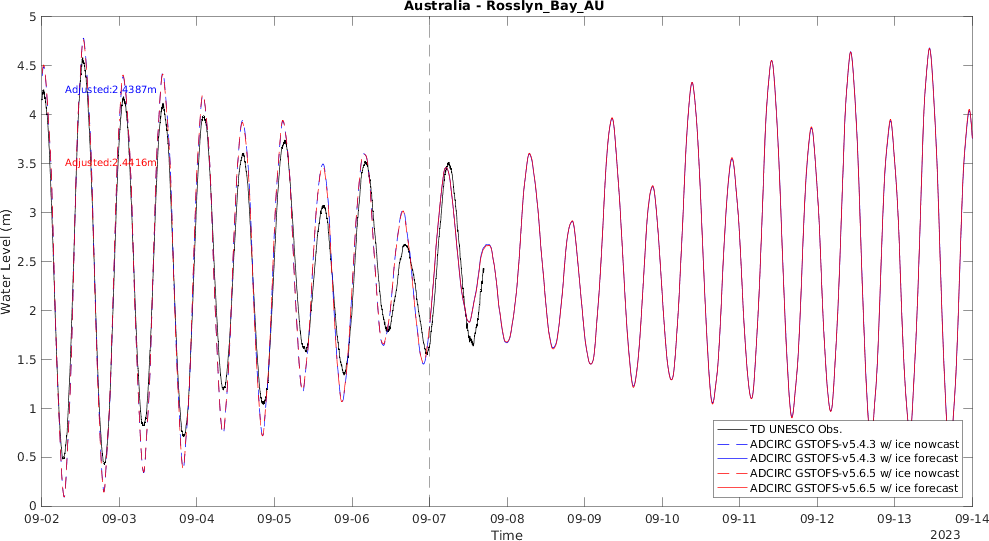 Australia - Rosslyn_Bay_AU
Water Level (m)
5
4.5
4
3.5
3
2.5
2
1.5
1
0.5
0
Adjusted:2.4387m
Adjusted:2.4416m
TD UNESCO Obs.
ADCIRC GSTOFS-v5.4.3 w/ ice nowcast
ADCIRC GSTOFS-v5.4.3 w/ ice forecast
ADCIRC GSTOFS-v5.6.5 w/ ice nowcast
ADCIRC GSTOFS-v5.6.5 w/ ice forecast
09-02 09-03 09-04 09-05 09-06 09-07 09-08 09-09 09-10 09-11 09-12 09-13 09-14
Time
2023